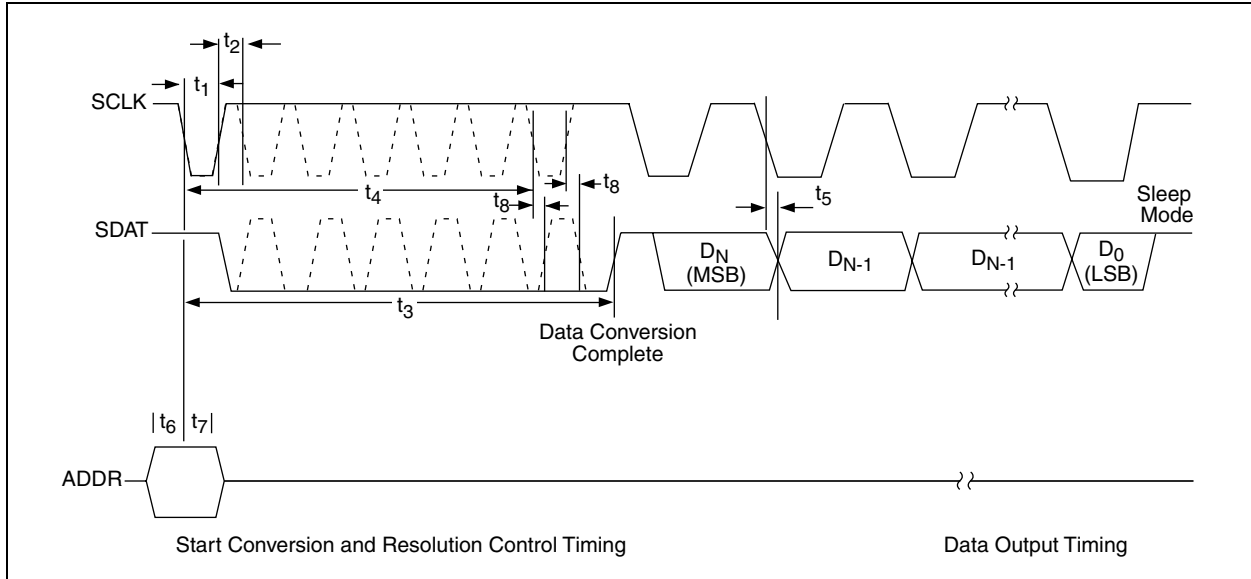 t2
t1
SCLK
t4
t8
t8
t5
Sleep
Mode
SDAT
DN
(MSB)
DN-1
DN-1
D0
(LSB)
t3
Data Conversion
Complete
t6 t7
ADDR
Start Conversion and Resolution Control Timing
Data Output Timing